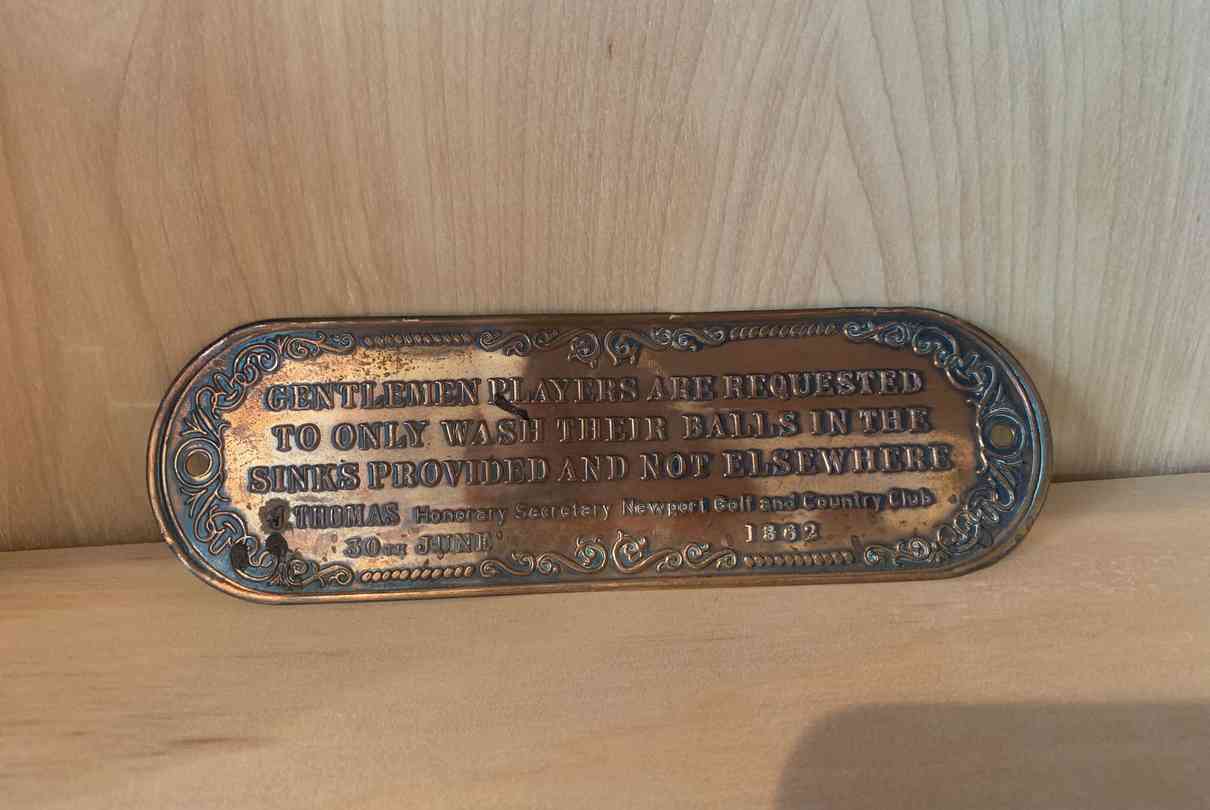 GENTLEMEN PLAYERS ARE REQUESTED
TO ONLY WASH THEIR BALLS IN THE
SINKS PROVIDED AND NOT ELSEWHERE
J THOMAS Honorary Secretary Newport Golf and Country Club
30TH JUNE 1862